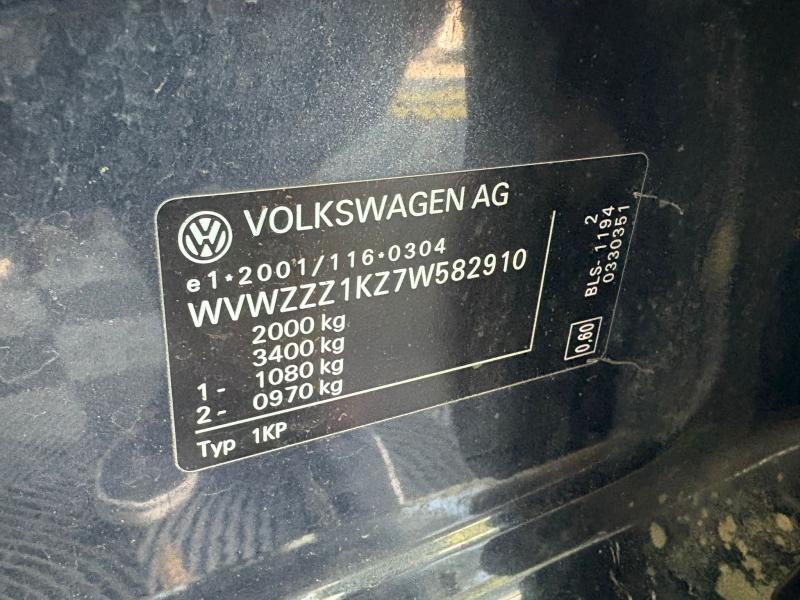 VOLKSWAGEN AG
e1*2001/116*0304
WVWZZZ1KZ7W582910
2000 kg
3400 kg
1- 1080 kg
2- 0970 kg
Typ 1KP
2
BLS-1194
0330351
0,60